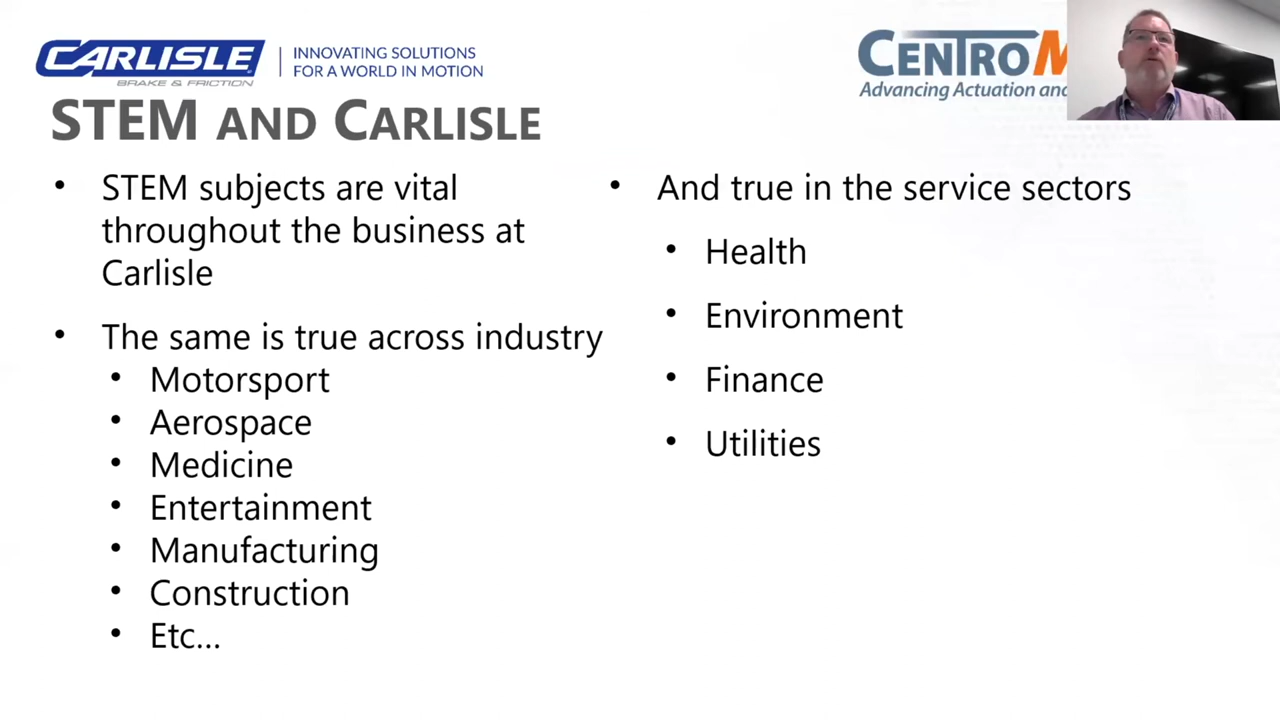 CARLISLE
BRAKE & FRICTION
INNOVATING SOLUTIONS
FOR A WORLD IN MOTION
CENTROM
Advancing Actuation and
STEM AND CARLISLE
• STEM subjects are vital
throughout the business at
Carlisle
• The same is true across industry
• Motorsport
• Aerospace
• Medicine
• Entertainment
• Manufacturing
• Construction
• Etc...
• And true in the service sectors
• Health
• Environment
• Finance
• Utilities